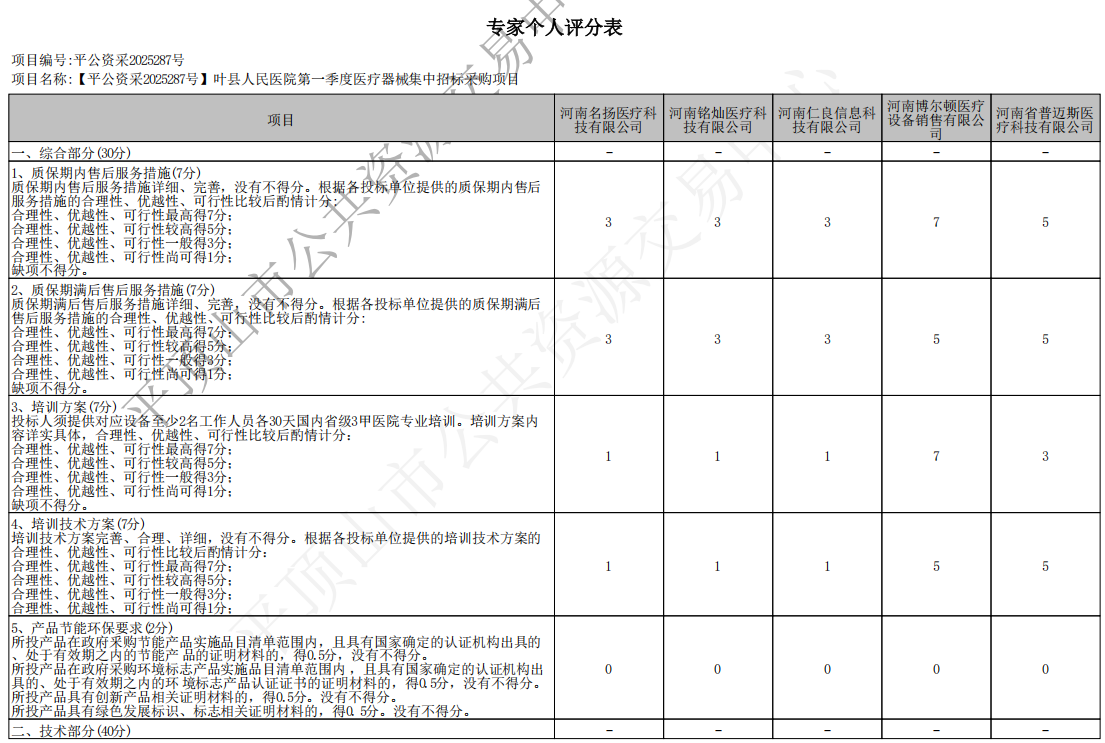 专家个人评分表
项目编号:平公资采2025287号
项目名称:【平公资采2025287号】叶县人民医院第一季度医疗器械集中招标采购项目
项目
河南名扬医疗科
技有限公司
河南铭灿医疗科
技有限公司
河南仁良信息科
技有限公司
河南博尔顿医疗
设备销售有限公
司
河南省普迈斯医
疗科技有限公司
一、综合部分(30分)
–
–
–
–
–
1、质保期内售后服务措施(7分)
质保期内售后服务措施详细、完善，没有不得分。根据各投标单位提供的质保期内售后
服务措施的合理性、优越性、可行性比较后酌情计分:
合理性、优越性、可行性最高得7分;
合理性、优越性、可行性较高得5分;
合理性、优越性、可行性一般得3分;
合理性、优越性、可行性尚可得1分;
缺项不得分。
3
3
3
7
5
2、质保期满后售后服务措施(7分)
质保期满后售后服务措施详细、完善，没有不得分。根据各投标单位提供的质保期满后
售后服务措施的合理性、优越性、可行性比较后酌情计分:
合理性、优越性、可行性最高得7分;
合理性、优越性、可行性较高得5分;
合理性、优越性、可行性一般得3分;
合理性、优越性、可行性尚可得1分;
缺项不得分。
3
3
3
5
5
3、培训方案(7分)
投标人须提供对应设备至少2名工作人员各30天国内省级3甲医院专业培训。培训方案内
容详实具体，合理性、优越性、可行性比较后酌情计分:
合理性、优越性、可行性最高得7分;
合理性、优越性、可行性较高得5分;
合理性、优越性、可行性一般得3分;
合理性、优越性、可行性尚可得1分;
缺项不得分。
1
1
1
7
3
4、培训技术方案(7分)
培训技术方案完善、合理、详细，没有不得分。根据各投标单位提供的培训技术方案的
合理性、优越性、可行性比较后酌情计分:
合理性、优越性、可行性最高得7分;
合理性、优越性、可行性较高得5分;
合理性、优越性、可行性一般得3分;
合理性、优越性、可行性尚可得1分;
1
1
1
5
5
5、产品节能环保要求(2分)
所投产品在政府采购节能产品实施品目清单范围内，且具有国家确定的认证机构出具的
、处于有效期之内的节能产 品的证明材料的，得0.5分，没有不得分。
所投产品在政府采购环境标志产品实施品目清单范围内 ，且具有国家确定的认证机构出
具的、处于有效期之内的环 境标志产品认证证书的证明材料的，得0.5分，没有不得分。
所投产品具有创新产品相关证明材料的，得0.5分。没有不得分。
所投产品具有绿色发展标识、标志相关证明材料的，得0.5分。没有不得分。
0
0
0
0
0
二、技术部分(40分)
–
–
–
–
–
平顶山市公共资源交易中
平顶山市公共资源交易中心